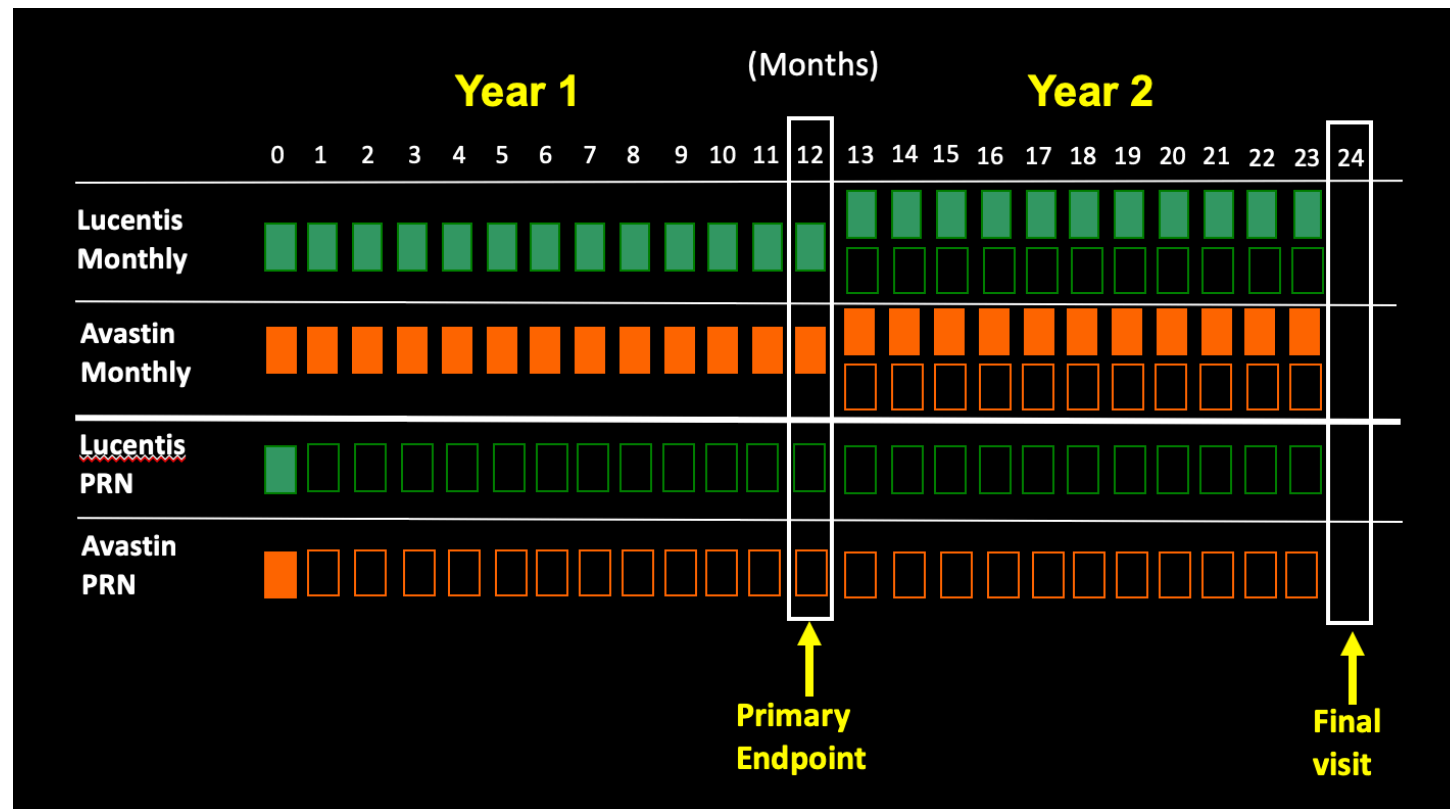 (Months)
Year 1 Year 2
0 1 2 3 4 5 6 7 8 9 10 11 12 13 14 15 16 17 18 19 20 21 22 23 24
Lucentis
Monthly
Avastin
Monthly
Lucentis
PRN
Avastin
PRN
Primary
Endpoint
Final
visit